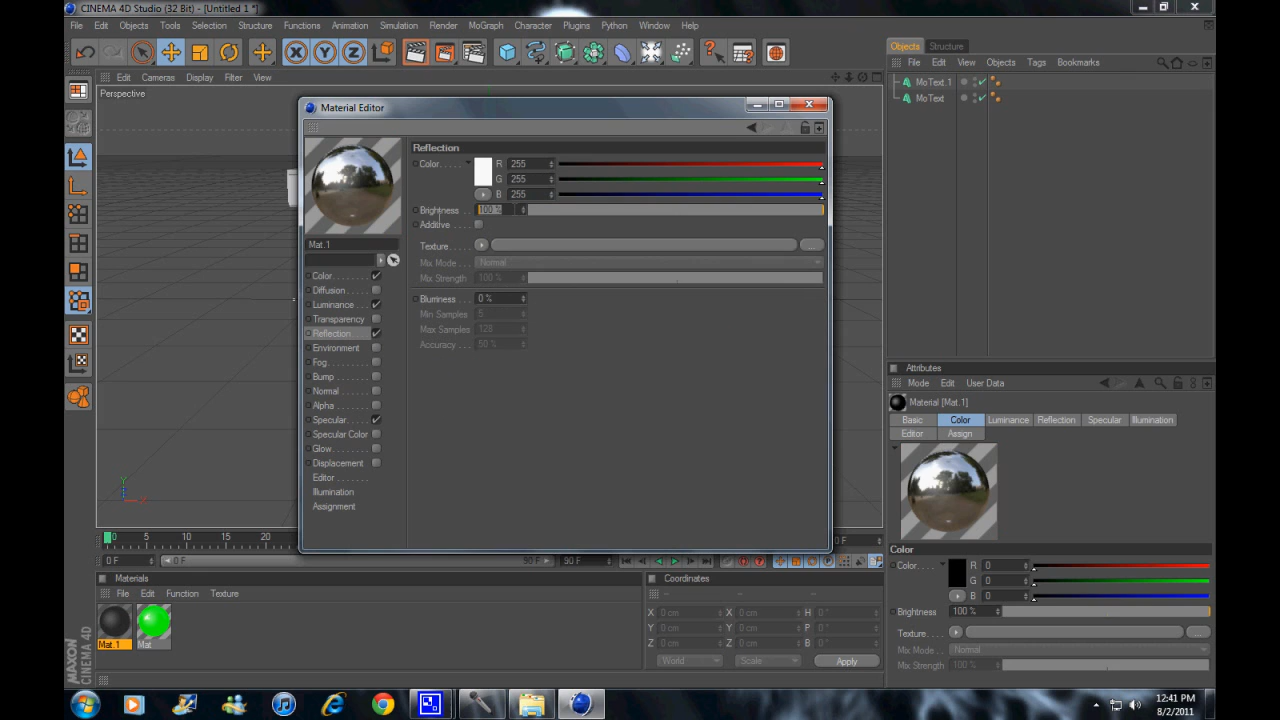 CINEMA 4D Studio (32 Bit) - [Untitled 1 *]
File Edit Objects Tools Selection Structure Functions Animation Simulation Render MoGraph Character Plugins Python Window Help
X Y Z
Objects Structure
Edit Cameras Display Filter View
File Edit View Objects Tags Bookmarks
Perspective
MoText.1
MoText
Material Editor
Reflection
Color R 255
G 255
B 255
Brightness 100 %
Additive
Mat.1
Texture ...
Mix Mode Normal
Mix Strength 100 %
Color
Diffusion
Luminance
Transparency
Reflection
Environment
Fog
Bump
Normal
Alpha
Specular
Specular Color
Glow
Displacement
Editor
Illumination
Assignment
Blurriness 0 %
Min Samples 5
Max Samples 128
Accuracy 50 %
Attributes
Mode Edit User Data
Material [Mat.1]
Basic Color Luminance Reflection Specular Illumination
Editor Assign
Color
Color R 0
G 0
B 0
Brightness 100 %
Texture ...
Mix Mode Normal
Mix Strength 100 %
Y
0 5 10 15 20 0 F
0 F 0 F 90 F 90 F
Materials
File Edit Function Texture
Mat.1 Mat
Coordinates
-- -- --
X 0 cm X 0 cm H 0 °
Y 0 cm Y 0 cm P 0 °
Z 0 cm Z 0 cm B 0 °
World Scale Apply
MAXON
CINEMA 4D
12:41 PM
8/2/2011